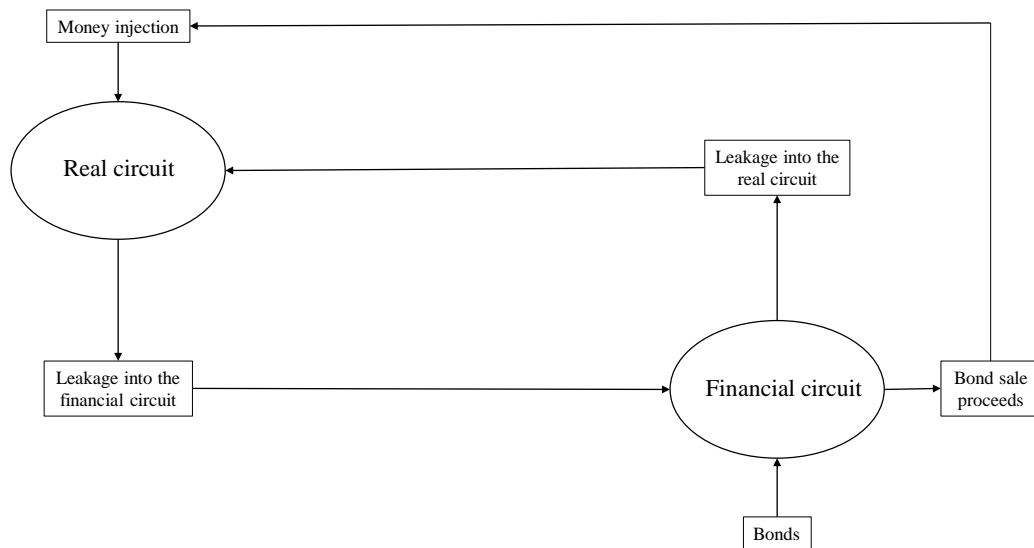 Money injection
Real circuit
Leakage into the
real circuit
Leakage into the
financial circuit
Financial circuit
Bond sale
proceeds
Bonds